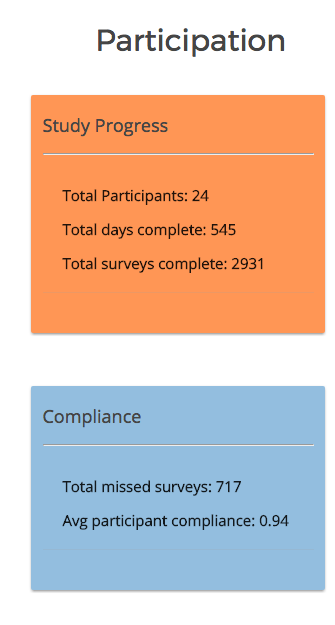 Participation
Study Progress
Total Participants: 24
Total days complete: 545
Total surveys complete: 2931
Compliance
Total missed surveys: 717
Avg participant compliance: 0.94